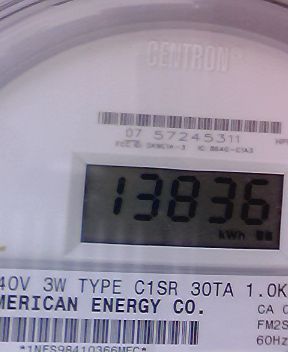 CENTRON
07 57245311
13836
kWh
40V 3W TYPE C1SR 30TA 1.0K
MERICAN ENERGY CO.
CA 
FM2S
60Hz